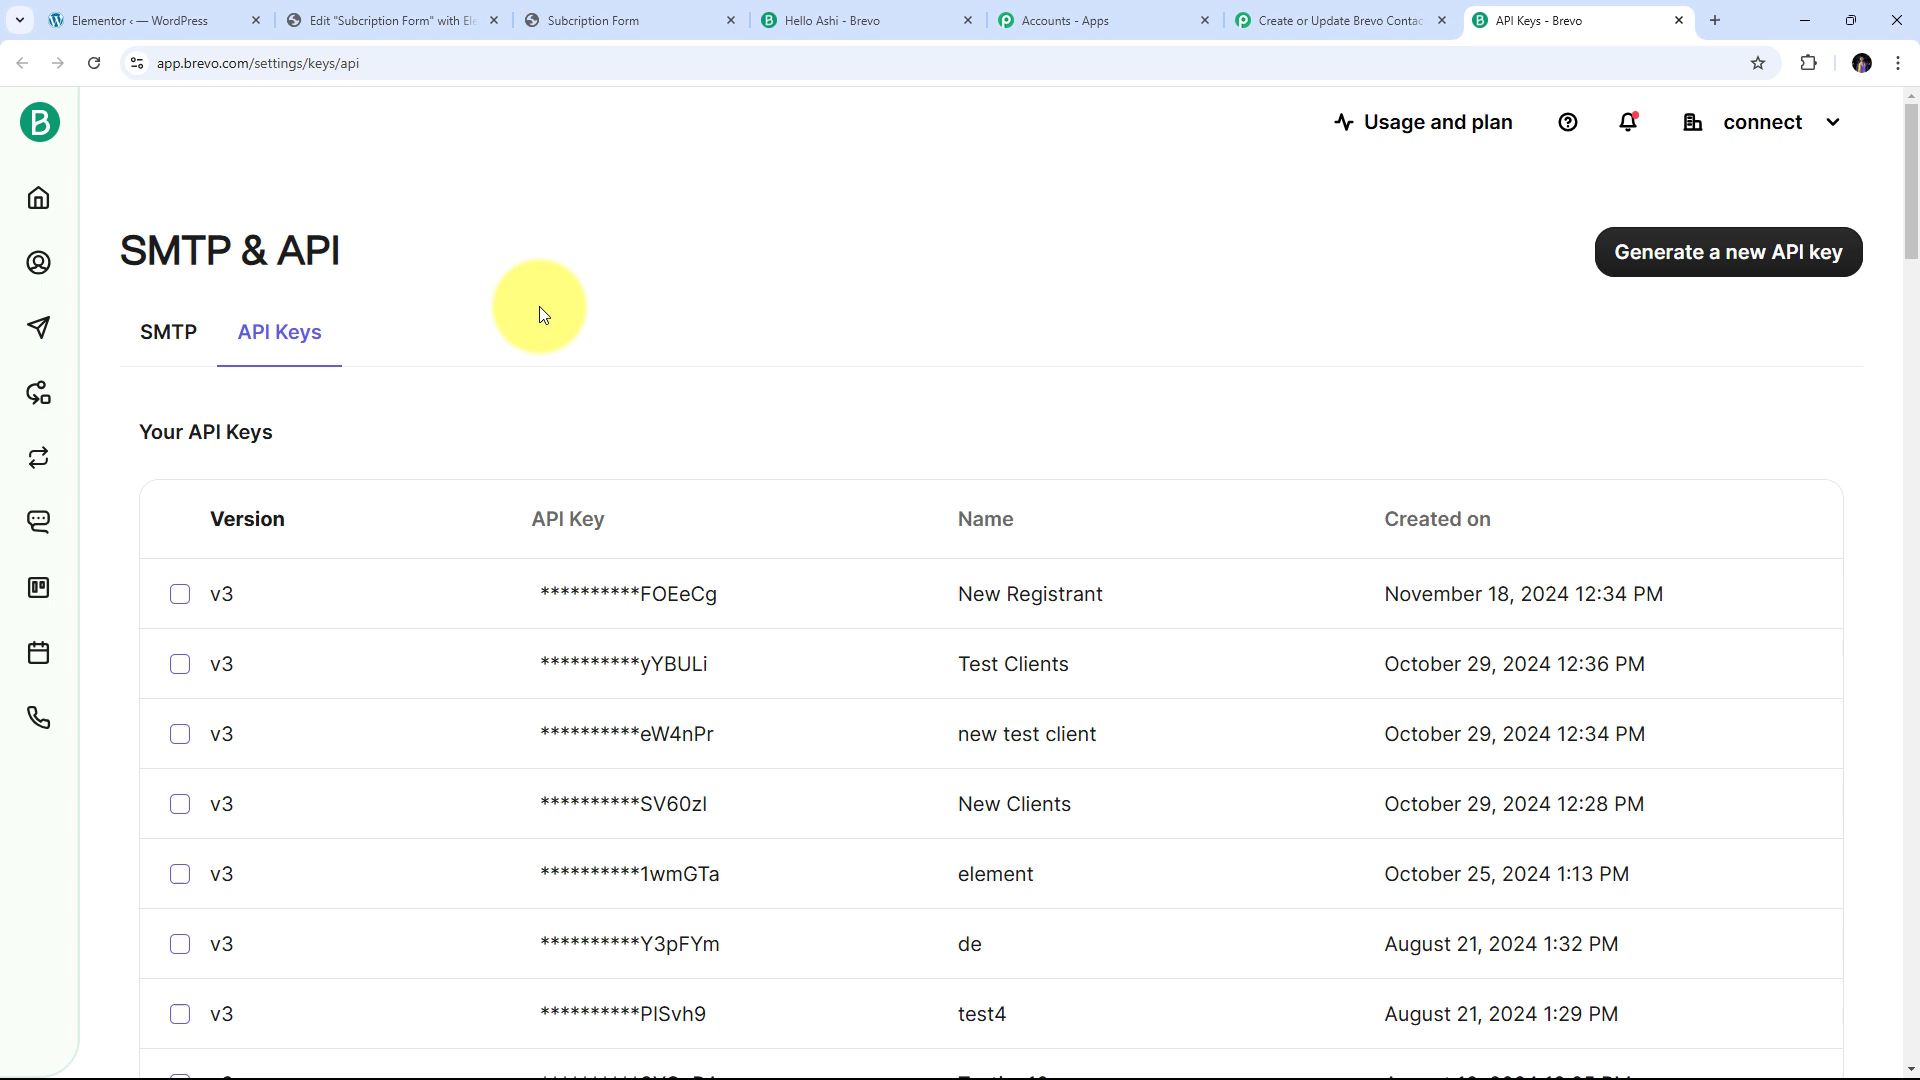 Elementor ‹ — WordPress
Edit "Subcription Form" with Ele
Subcription Form
Hello Ashi - Brevo
Accounts - Apps
Create or Update Brevo Contac
API Keys - Brevo
app.brevo.com/settings/keys/api
B
Usage and plan
connect
SMTP & API
Generate a new API key
SMTP
API Keys
Your API Keys
Version API Key Name Created on
v3 **********FOEeCg New Registrant November 18, 2024 12:34 PM
v3 **********yYBULi Test Clients October 29, 2024 12:36 PM
v3 **********eW4nPr new test client October 29, 2024 12:34 PM
v3 **********SV60zI New Clients October 29, 2024 12:28 PM
v3 **********1wmGTa element October 25, 2024 1:13 PM
v3 **********Y3pFYm de August 21, 2024 1:32 PM
v3 **********PISvh9 test4 August 21, 2024 1:29 PM